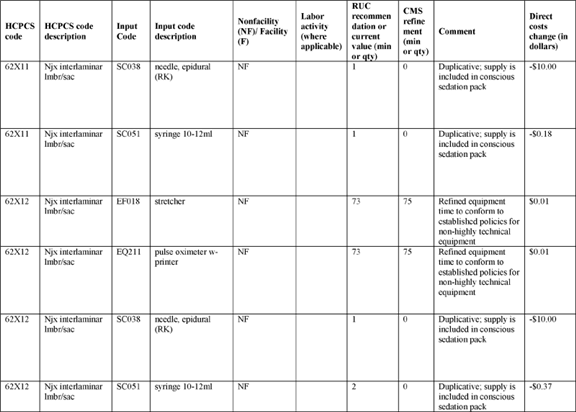 HCPCS code | HCPCS code description | Input Code | Input code description | Nonfacility (NF)/ Facility (F) | Labor activity (where applicable) | RUC recommen dation or current value (min or qty) | CMS refine ment (min or qty) | Comment | Direct costs change (in dollars)
62X11 | Njx interlaminar lmbr/sac | SC038 | needle, epidural (RK) | NF | | 1 | 0 | Duplicative; supply is included in conscious sedation pack | -$10.00
62X11 | Njx interlaminar lmbr/sac | SC051 | syringe 10-12ml | NF | | 1 | 0 | Duplicative; supply is included in conscious sedation pack | -$0.18
62X12 | Njx interlaminar lmbr/sac | EF018 | stretcher | NF | | 73 | 75 | Refined equipment time to conform to established policies for non-highly technical equipment | $0.01
62X12 | Njx interlaminar lmbr/sac | EQ211 | pulse oximeter w-printer | NF | | 73 | 75 | Refined equipment time to conform to established policies for non-highly technical equipment | $0.01
62X12 | Njx interlaminar lmbr/sac | SC038 | needle, epidural (RK) | NF | | 1 | 0 | Duplicative; supply is included in conscious sedation pack | -$10.00
62X12 | Njx interlaminar lmbr/sac | SC051 | syringe 10-12ml | NF | | 2 | 0 | Duplicative; supply is included in conscious sedation pack | -$0.37